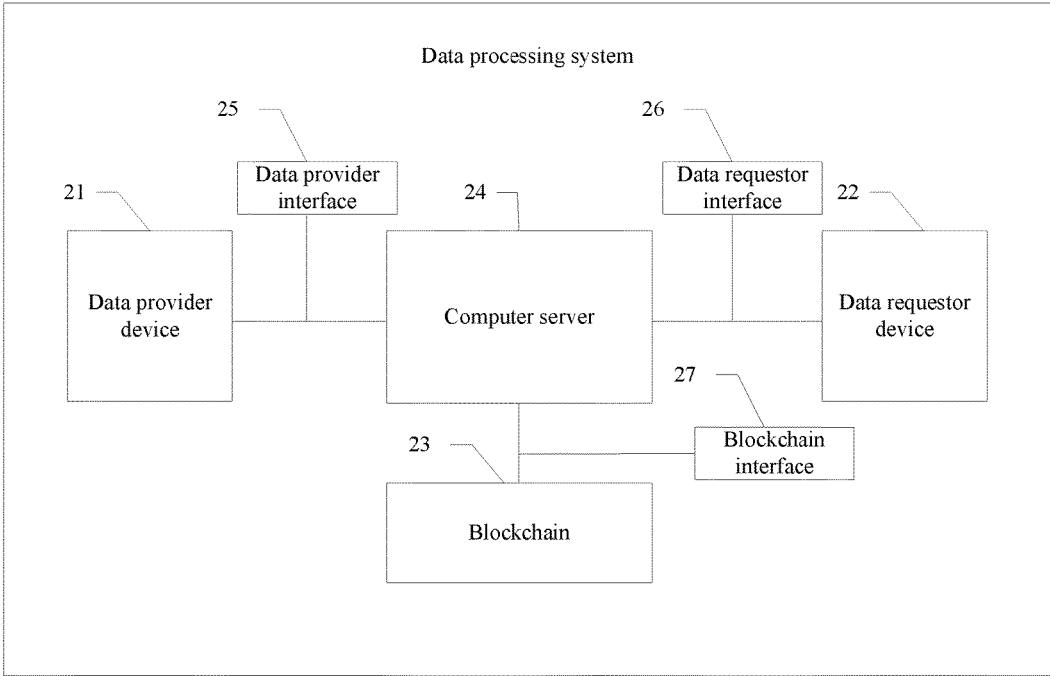 Data processing system
25
26
Data provider
interface
Data requestor
interface
21
24
22
Data provider
device
Computer server
Data requestor
device
27
23
Blockchain
interface
Blockchain